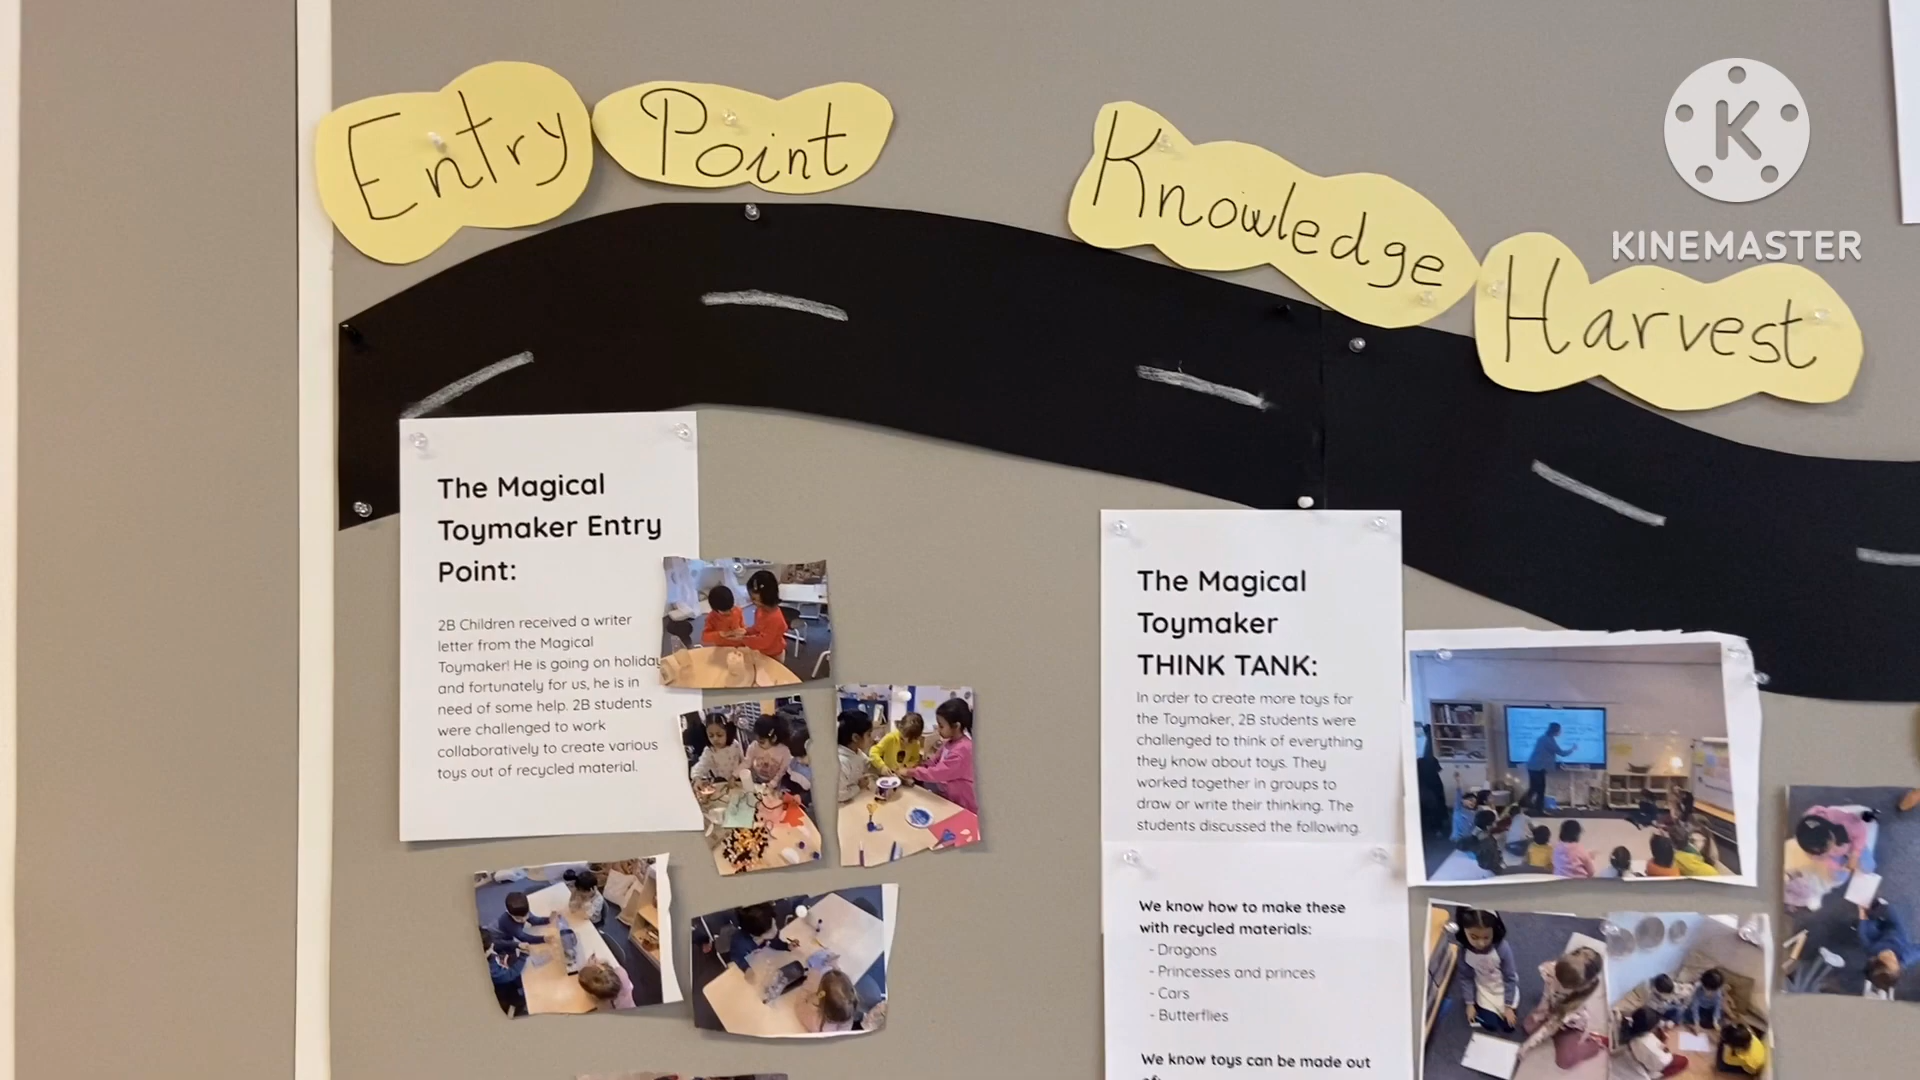 Entry Point
Knowledge
Harvest
K
KINEMASTER
The Magical
Toymaker Entry
Point:
2B Children received a writer
letter from the Magical
Toymaker! He is going on holiday
and fortunately for us, he is in
need of some help. 2B students
were challenged to work
collaboratively to create various
toys out of recycled material.
The Magical
Toymaker
THINK TANK:
In order to create more toys for
the Toymaker, 2B students were
challenged to think of everything
they know about toys. They
worked together in groups to
draw or write their thinking. The
students discussed the following.
We know how to make these
with recycled materials:
- Dragons
- Princesses and princes
- Cars
- Butterflies
We know toys can be made out